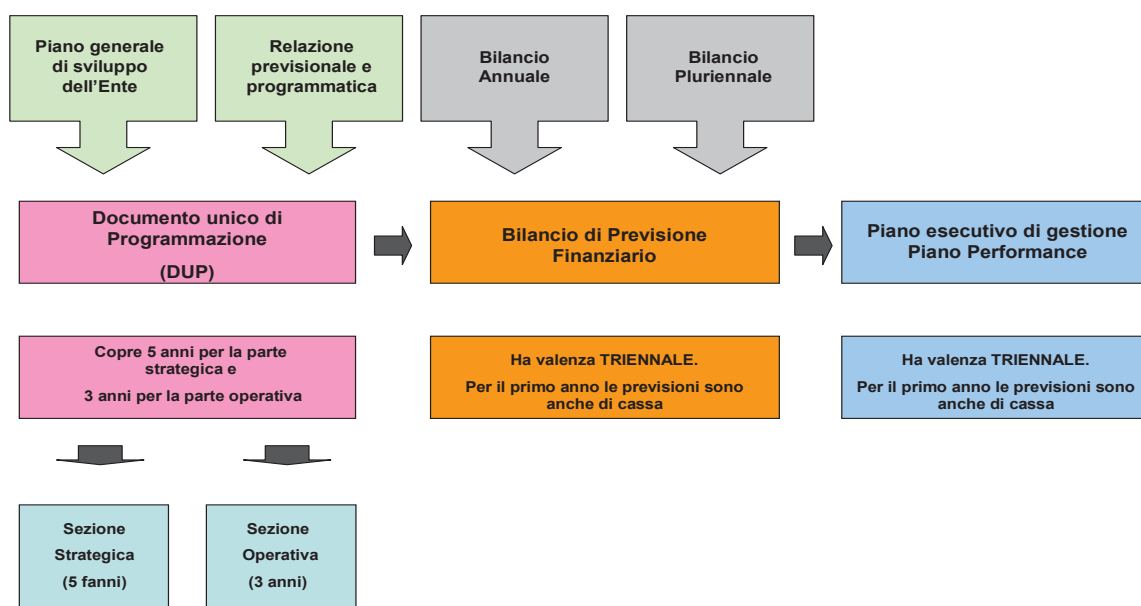 Piano generale
di sviluppo
dell'Ente
Relazione
previsionale e
programmatica
Bilancio
Annuale
Bilancio
Pluriennale
Documento unico di
Programmazione
(DUP)
Bilancio di Previsione
Finanziario
Piano esecutivo di gestione
Piano Performance
Copre 5 anni per la parte
strategica e
3 anni per la parte operativa
Ha valenza TRIENNALE.
Per il primo anno le previsioni sono
anche di cassa
Ha valenza TRIENNALE.
Per il primo anno le previsioni sono
anche di cassa
Sezione
Strategica
(5 fanni)
Sezione
Operativa
(3 anni)